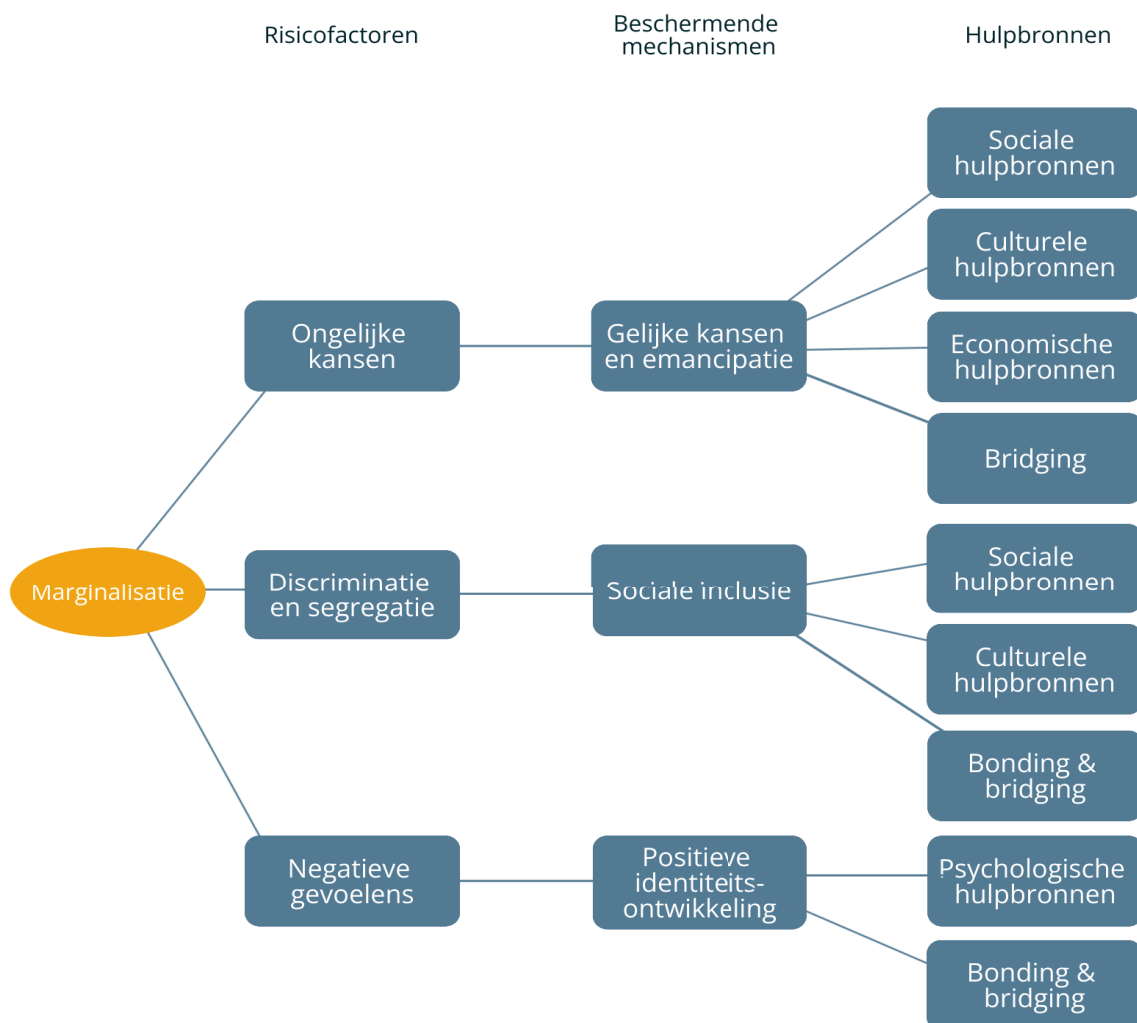 Risicofactoren
Beschermende
mechanismen
Hulpbronnen
Marginalisatie
Ongelijke
kansen
Gelijke kansen
en emancipatie
Sociale
hulpbronnen
Culturele
hulpbronnen
Economische
hulpbronnen
Bridging
Discriminatie
en segregatie
Sociale inclusie
Sociale
hulpbronnen
Culturele
hulpbronnen
Bonding &
bridging
Negatieve
gevoelens
Positieve
identiteits-
ontwikkeling
Psychologische
hulpbronnen
Bonding &
bridging